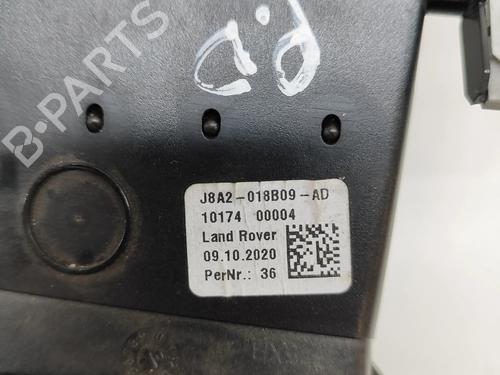 P.D
B-PARTS
J8A2-018B09-AD
10174 00004
Land Rover
09.10.2020
PerNr.: 36